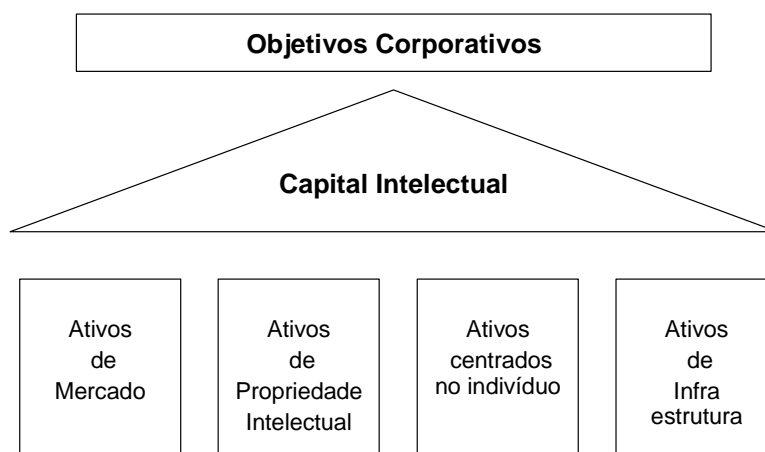 Objetivos Corporativos
Capital Intelectual
Ativos
de
Mercado
Ativos
de
Propriedade
Intelectual
Ativos
centrados
no indivíduo
Ativos
de
Infra
estrutura